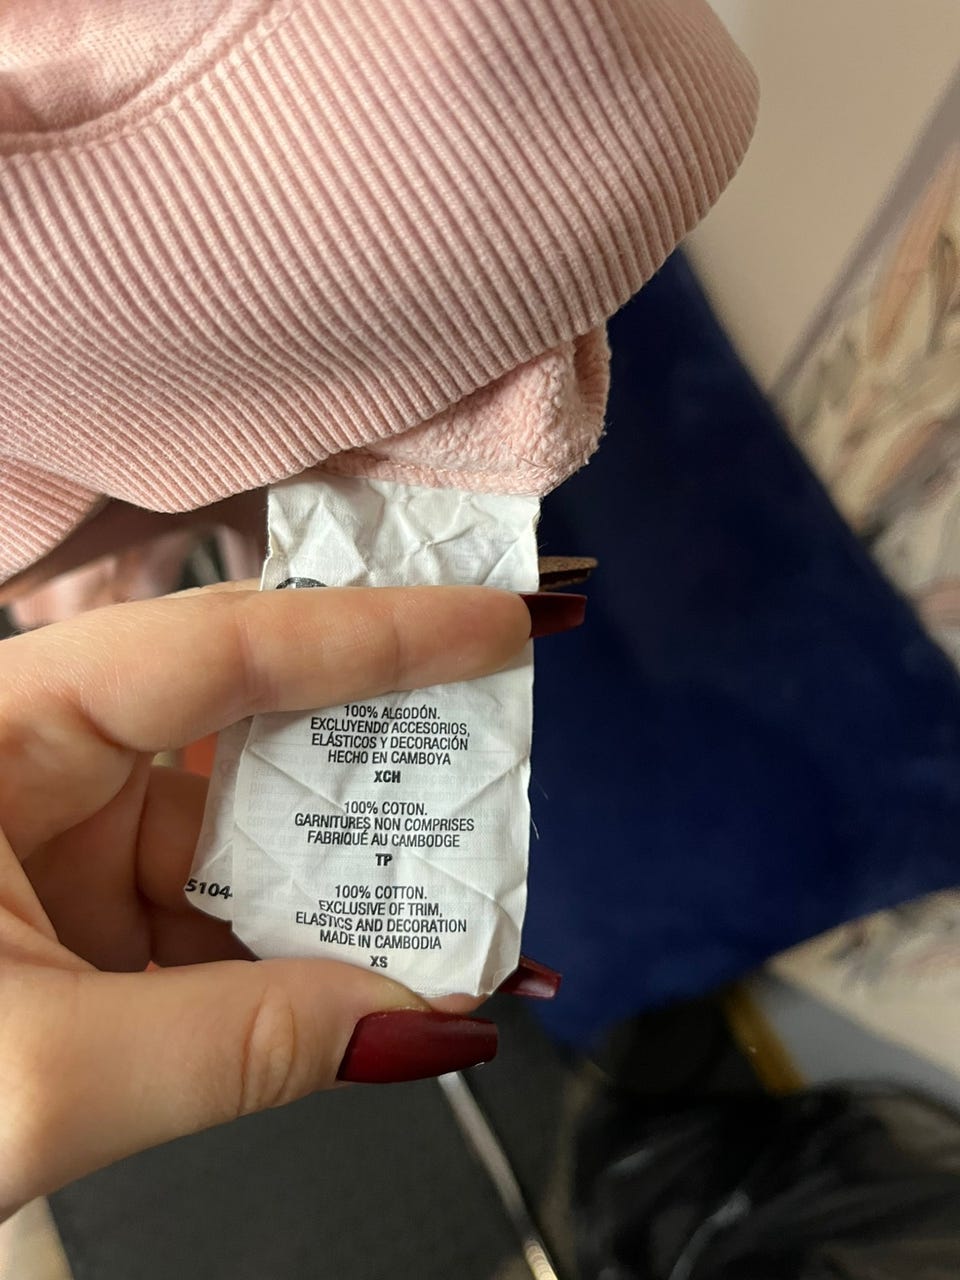 100% ALGODÓN.
EXCLUYENDO ACCESORIOS,
ELÁSTICOS Y DECORACIÓN
HECHO EN CAMBOYA
XCH
100% COTON.
GARNITURES NON COMPRISES
FABRIQUÉ AU CAMBODGE
TP
100% COTTON.
EXCLUSIVE OF TRIM,
ELASTICS AND DECORATION
MADE IN CAMBODIA
XS
5104